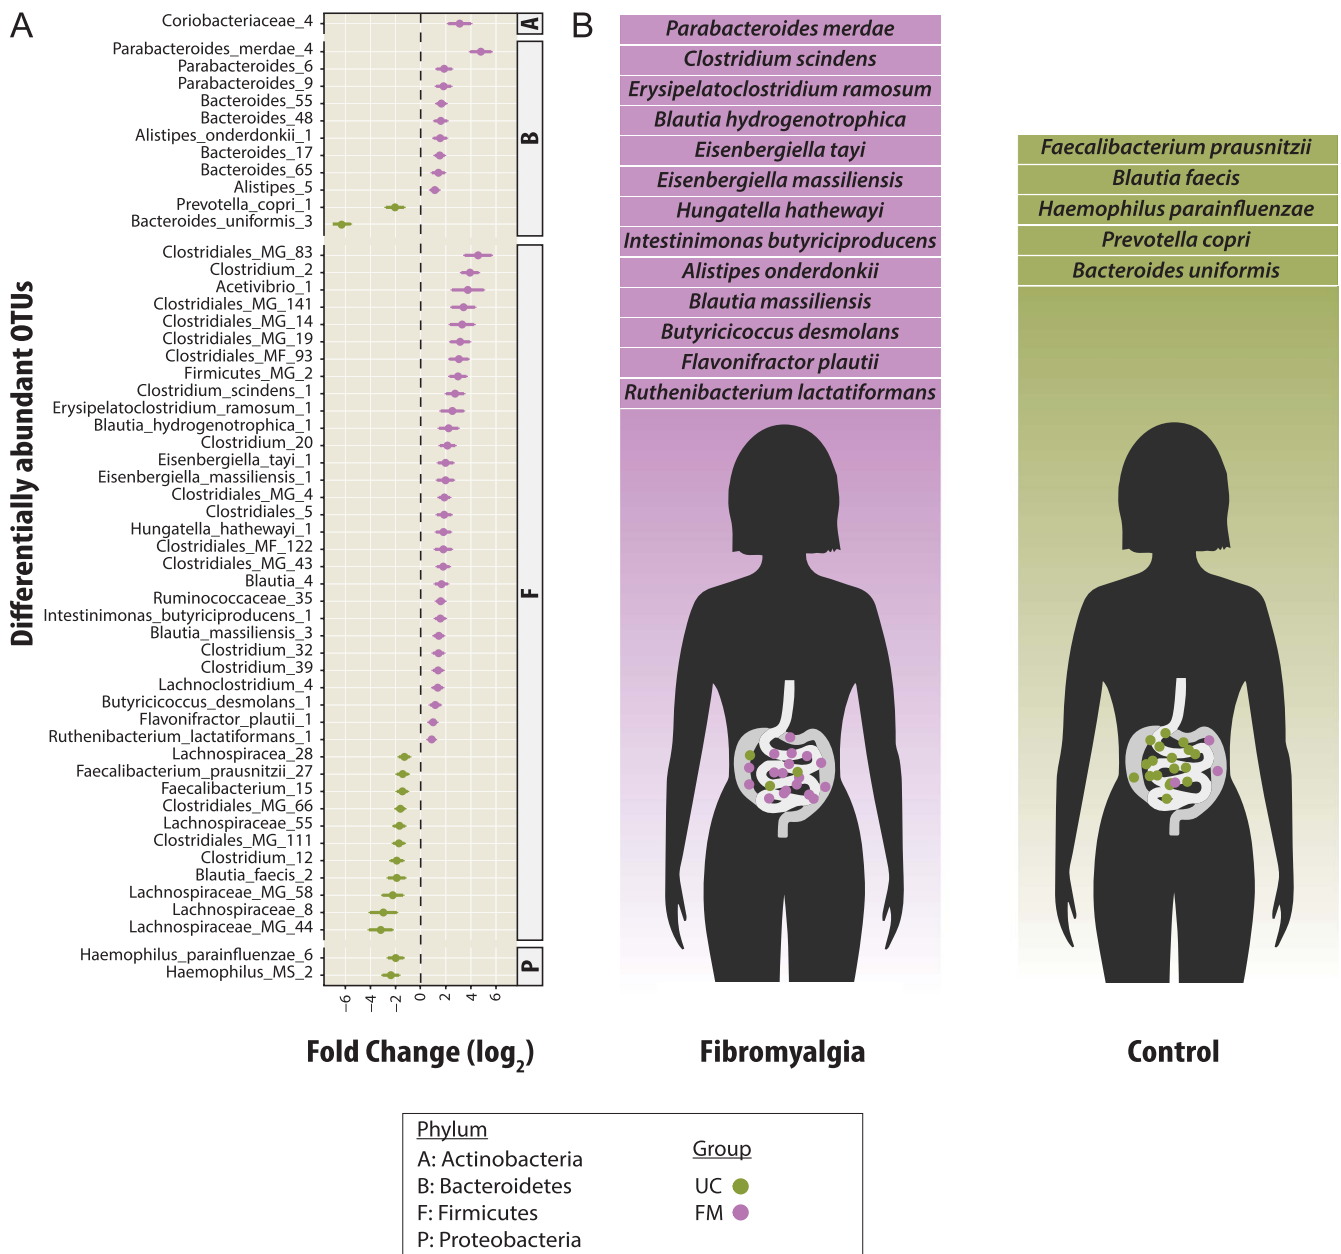 A
Differentially abundant OTUs
Coriobacteriaceae_4
A
Parabacteroides_merdae_4
Parabacteroides_6
Parabacteroides_9
Bacteroides_55
Bacteroides_48
Alistipes_onderdonkii_1
Bacteroides_17
Bacteroides_65
Alistipes_5
Prevotella_copri_1
Bacteroides_uniformis_3
B
Clostridiales_MG_83
Clostridium_2
Acetivibrio_1
Clostridiales_MG_141
Clostridiales_MG_14
Clostridiales_MG_19
Clostridiales_MF_93
Firmicutes_MG_2
Clostridium_scindens_1
Erysipelatoclostridium_ramosum_1
Blautia_hydrogenotrophica_1
Clostridium_20
Eisenbergiella_tayi_1
Eisenbergiella_massiliensis_1
Clostridiales_MG_4
Clostridiales_5
Hungatella_hathewayi_1
Clostridiales_MF_122
Clostridiales_MG_43
Blautia_4
Ruminococcaceae_35
Intestinimonas_butyriciproducens_1
Blautia_massiliensis_3
Clostridium_32
Clostridium_39
Lachnoclostridium_4
Butyricicoccus_desmolans_1
Flavonifractor_plautii_1
Ruthenibacterium_lactatiformans_1
Lachnospiracea_28
Faecalibacterium_prausnitzii_27
Faecalibacterium_15
Clostridiales_MG_66
Lachnospiraceae_55
Clostridiales_MG_111
Clostridium_12
Blautia_faecis_2
Lachnospiraceae_MG_58
Lachnospiraceae_8
Lachnospiraceae_MG_44
F
Haemophilus_parainfluenzae_6
Haemophilus_MS_2
P
−6 −4 −2 0 2 4 6
Fold Change (log2)
B
Parabacteroides merdae
Clostridium scindens
Erysipelatoclostridium ramosum
Blautia hydrogenotrophica
Eisenbergiella tayi
Eisenbergiella massiliensis
Hungatella hathewayi
Intestinimonas butyriciproducens
Alistipes onderdonkii
Blautia massiliensis
Butyricicoccus desmolans
Flavonifractor plautii
Ruthenibacterium lactatiformans
Fibromyalgia
Faecalibacterium prausnitzii
Blautia faecis
Haemophilus parainfluenzae
Prevotella copri
Bacteroides uniformis
Control
Phylum
A: Actinobacteria
B: Bacteroidetes
F: Firmicutes
P: Proteobacteria
Group
UC
FM